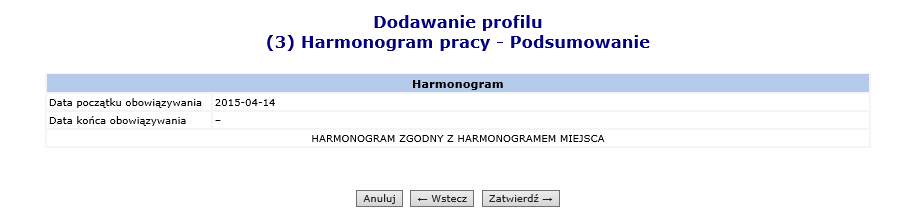 Dodawanie profilu
(3) Harmonogram pracy - Podsumowanie
Harmonogram
Data początku obowiązywania 2015-04-14
Data końca obowiązywania –
HARMONOGRAM ZGODNY Z HARMONOGRAMEM MIEJSCA
Anuluj ← Wstecz Zatwierdź →